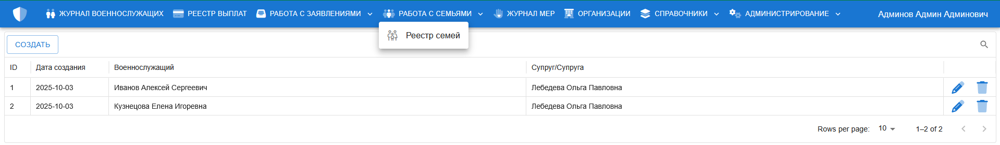 ЖУРНАЛ ВОЕННОСЛУЖАЩИХ РЕЕСТР ВЫПЛАТ РАБОТА С ЗАЯВЛЕНИЯМИ РАБОТА С СЕМЬЯМИ ЖУРНАЛ МЕР ОРГАНИЗАЦИИ СПРАВОЧНИКИ АДМИНИСТРИРОВАНИЕ Админов Админ Админович
Реестр семей
СОЗДАТЬ
ID Дата создания Военнослужащий Супруг/Супруга
1 2025-10-03 Иванов Алексей Сергеевич Лебедева Ольга Павловна
2 2025-10-03 Кузнецова Елена Игоревна Лебедева Ольга Павловна
Rows per page: 10 1–2 of 2